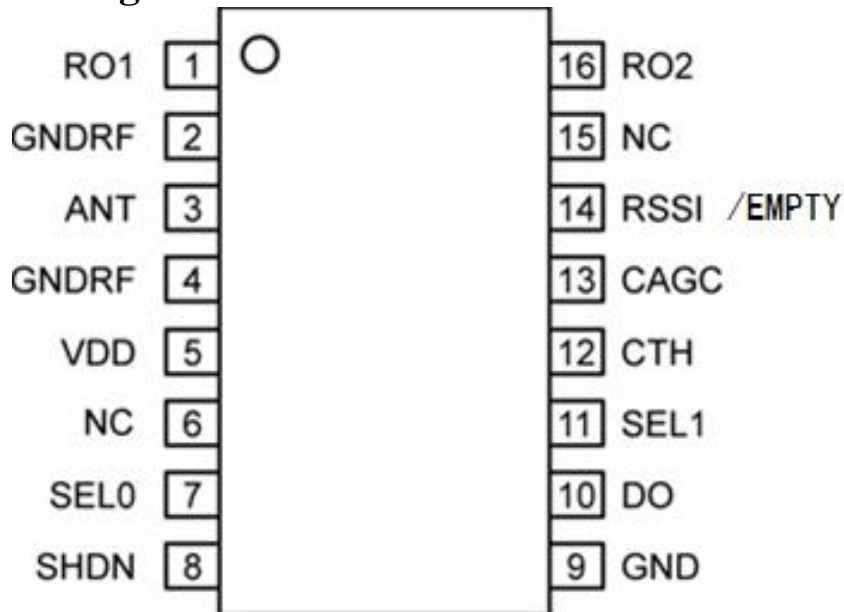 RO1 1 16 RO2
GNDRF 2 15 NC
ANT 3 14 RSSI /EMPTY
GNDRF 4 13 CAGC
VDD 5 12 CTH
NC 6 11 SEL1
SEL0 7 10 DO
SHDN 8 9 GND